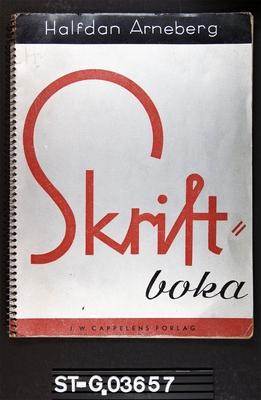 Halfdan Arneberg
Skrift=
boka
J. W. CAPPELENS FORLAG
ST-G.03657